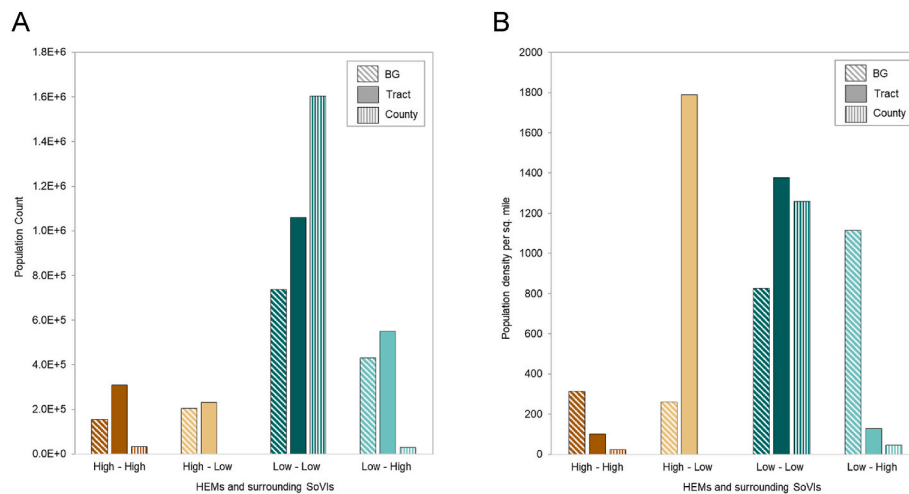 A
1.8E+6
1.6E+6
1.4E+6
1.2E+6
1.0E+6
8.0E+5
6.0E+5
4.0E+5
2.0E+5
0.0E+0
Population Count
BG
Tract
County
High - High
High - Low
Low - Low
Low - High
HEMs and surrounding SoVIs
B
2000
1800
1600
1400
1200
1000
800
600
400
200
0
Population density per sq. mile
BG
Tract
County
High - High
High - Low
Low - Low
Low - High
HEMs and surrounding SoVIs